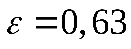 ε = 0,63